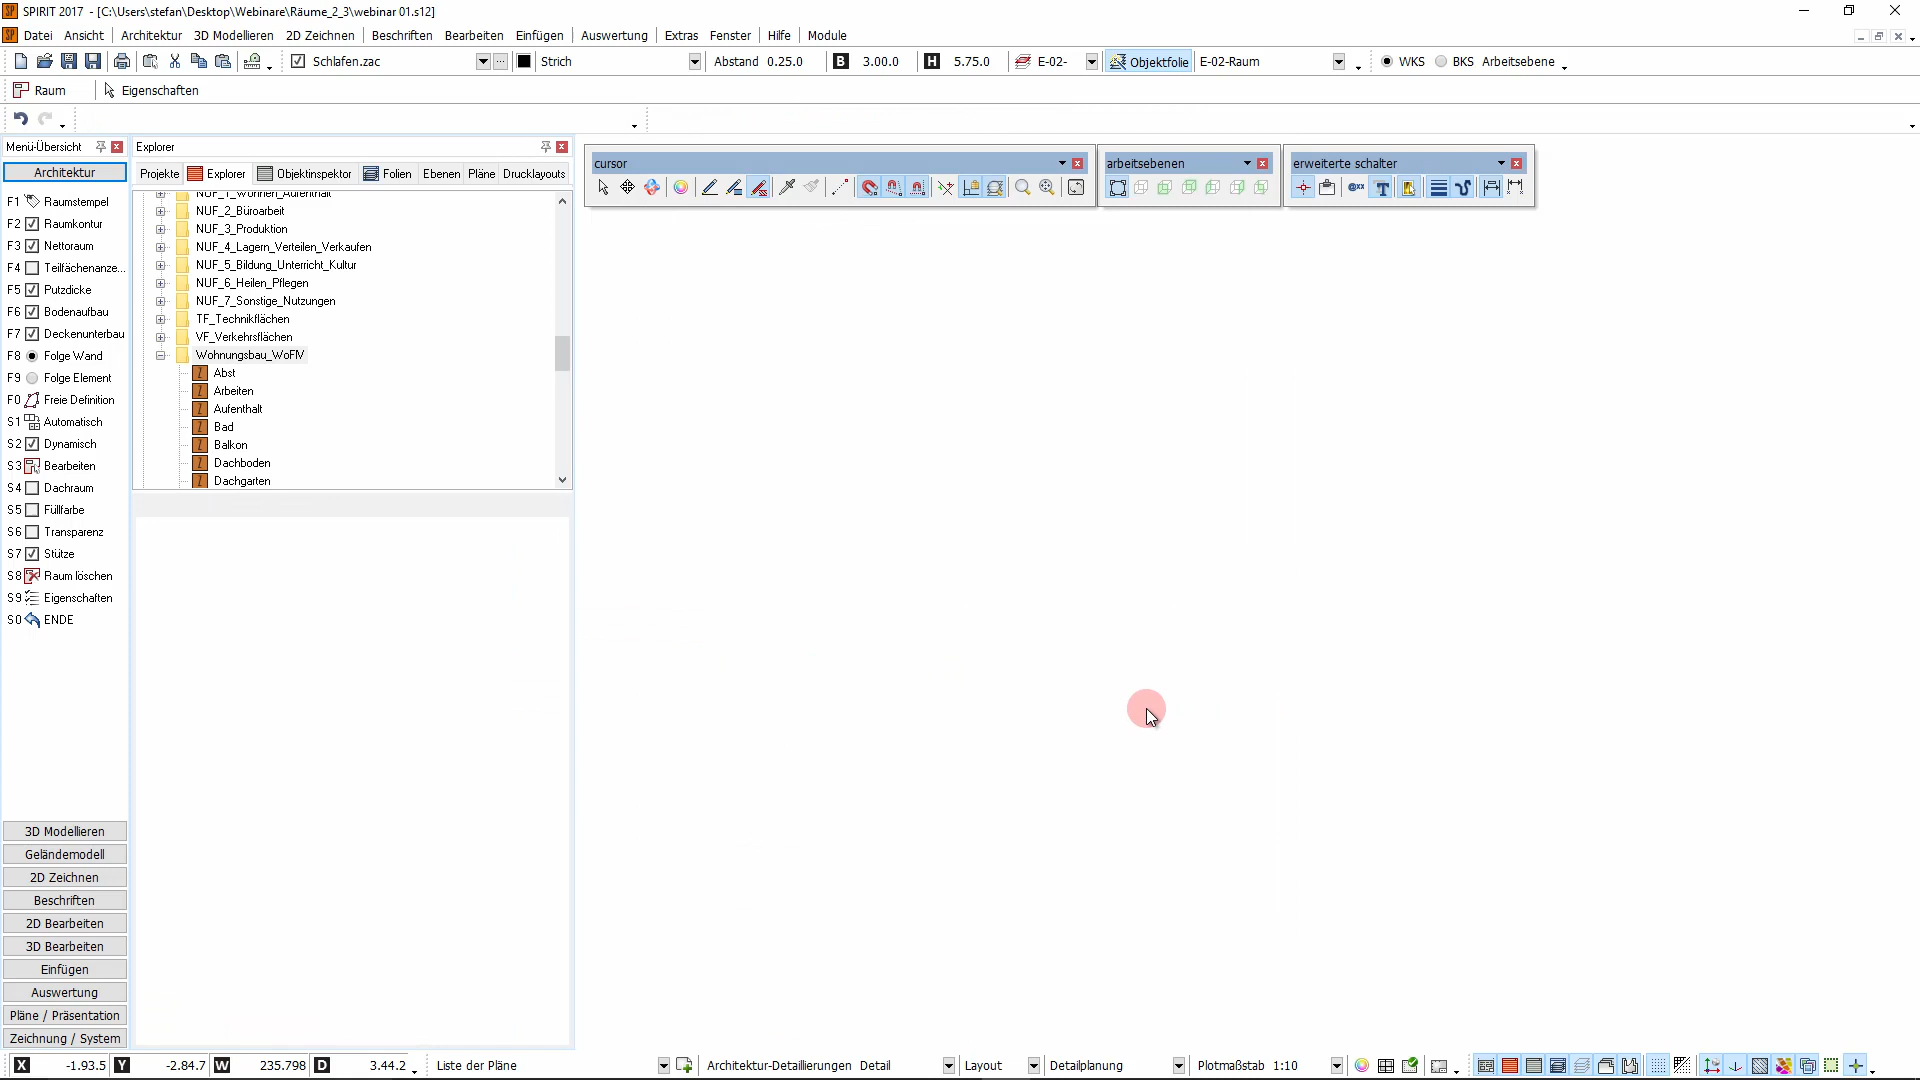 SPIRIT 2017 - [C:\Users\stefan\Desktop\Webinare\Räume_2_3\webinar 01.s12]
Datei Ansicht Architektur 3D Modellieren 2D Zeichnen Beschriften Bearbeiten Einfügen Auswertung Extras Fenster Hilfe Module
Schlafen.zac Strich Abstand 0.25.0 B 3.00.0 H 5.75.0 E-02- Objektfolie E-02-Raum WKS BKS Arbeitsebene
Raum Eigenschaften
Menü-Übersicht Explorer
Architektur Projekte Explorer Objektinspektor Folien Ebenen Pläne Drucklayouts
cursor arbeitsebenen erweiterte schalter
F1 Raumstempel
F2 Raumkontur
F3 Nettoraum
F4 Teilflächenanze...
F5 Putzdicke
F6 Bodenaufbau
F7 Deckenunterbau
F8 Folge Wand
F9 Folge Element
F0 Freie Definition
S1 Automatisch
S2 Dynamisch
S3 Bearbeiten
S4 Dachraum
S5 Füllfarbe
S6 Transparenz
S7 Stütze
S8 Raum löschen
S9 Eigenschaften
S0 ENDE
NUF_1_Wohnen_Aufenthalt
NUF_2_Büroarbeit
NUF_3_Produktion
NUF_4_Lagern_Verteilen_Verkaufen
NUF_5_Bildung_Unterricht_Kultur
NUF_6_Heilen_Pflegen
NUF_7_Sonstige_Nutzungen
TF_Technikflächen
VF_Verkehrsflächen
Wohnungsbau_WoFlV
Abst
Arbeiten
Aufenthalt
Bad
Balkon
Dachboden
Dachgarten
3D Modellieren
Geländemodell
2D Zeichnen
Beschriften
2D Bearbeiten
3D Bearbeiten
Einfügen
Auswertung
Pläne / Präsentation
Zeichnung / System
X -1.93.5 Y -2.84.7 W 235.798 D 3.44.2 Liste der Pläne Architektur-Detaillierungen Detail Layout Detailplanung Plotmaßstab 1:10